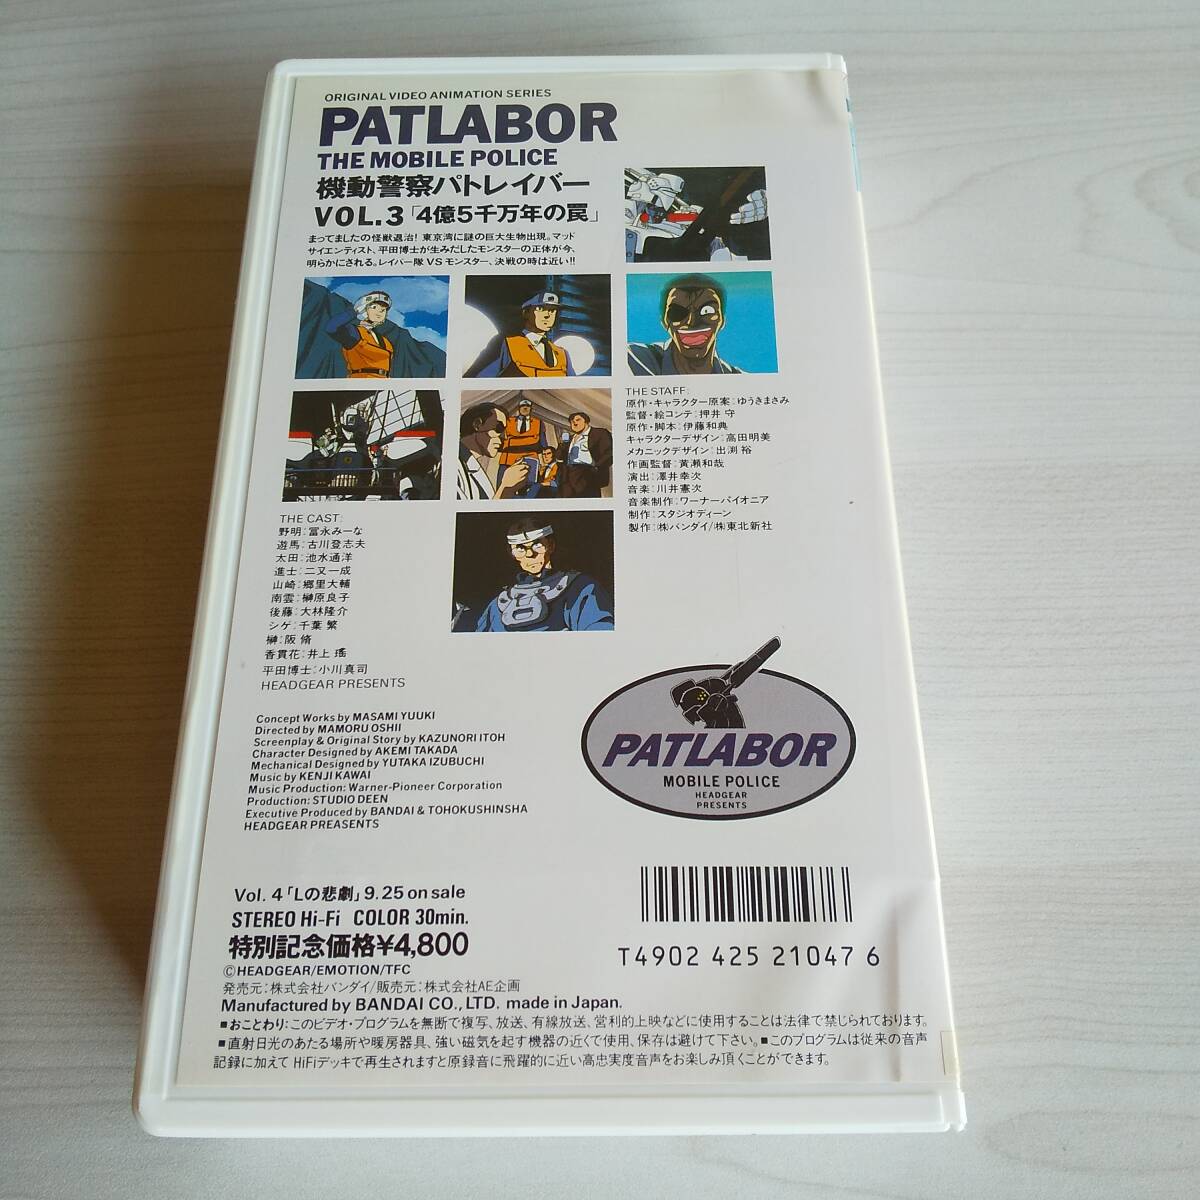 ORIGINAL VIDEO ANIMATION SERIES
PATLABOR
THE MOBILE POLICE
機動警察パトレイバー
VOL.3「4億5千万年の罠」
まってましたの怪獣退治! 東京湾に謎の巨大生物出現。マッド
サイエンティスト、平田博士が生みだしたモンスターの正体が今、
明らかにされる。レイバー隊VSモンスター、決戦の時は近い!!
THE STAFF:
原作・キャラクター原案:ゆうきまさみ
監督・絵コンテ:押井 守
原作・脚本:伊藤和典
キャラクターデザイン:高田明美
メカニックデザイン:出渕 裕
作画監督:黄瀬和哉
演出:澤井幸次
音楽:川井憲次
音楽制作:ワーナーパイオニア
制作:スタジオディーン
製作:㈱バンダイ/㈱東北新社
THE CAST:
野明:冨永みーな
遊馬:古川登志夫
太田:池水通洋
進士:二又一成
山崎:郷里大輔
南雲:榊原良子
後藤:大林隆介
シゲ:千葉 繁
榊:阪 脩
香貫花:井上 瑤
平田博士:小川真司
HEADGEAR PRESENTS
Concept Works by MASAMI YUUKI
Directed by MAMORU OSHII
Screenplay & Original Story by KAZUNORI ITOH
Character Designed by AKEMI TAKADA
Mechanical Designed by YUTAKA IZUBUCHI
Music by KENJI KAWAI
Music Production: Warner-Pioneer Corporation
Production: STUDIO DEEN
Executive Produced by BANDAI & TOHOKUSHINSHA
HEADGEAR PREASENTS
PATLABOR
MOBILE POLICE
HEADGEAR
PRESENTS
Vol. 4「Lの悲劇」9.25 on sale
STEREO Hi-Fi COLOR 30min.
特別記念価格¥4,800
T4902 425 21047 6
©HEADGEAR/EMOTION/TFC
発売元:株式会社バンダイ/販売元:株式会社AE企画
Manufactured by BANDAI CO., LTD. made in Japan.
■おことわり:このビデオ・プログラムを無断で複写、放送、有線放送、営利的上映などに使用することは法律で禁じられております。
■直射日光のあたる場所や暖房器具、強い磁気を起す機器の近くで使用、保存は避けて下さい。■このプログラムは従来の音声
記録に加えて HiFiデッキで再生されますと原録音に飛躍的に近い高忠実度音声をお楽しみ頂くことができます。